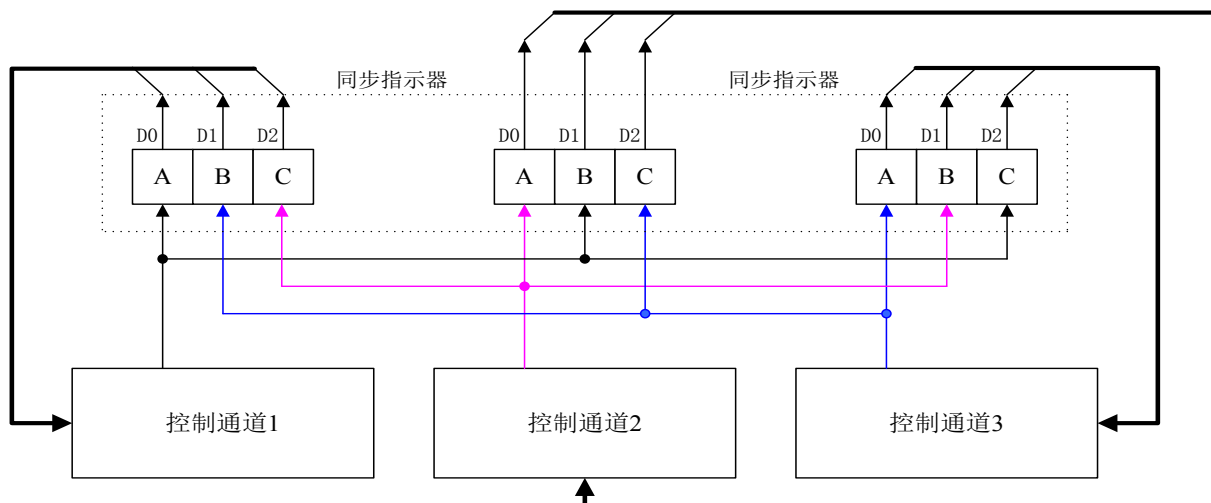 同步指示器 同步指示器
D0 D1 D2 D0 D1 D2 D0 D1 D2
A B C A B C A B C
控制通道1 控制通道2 控制通道3